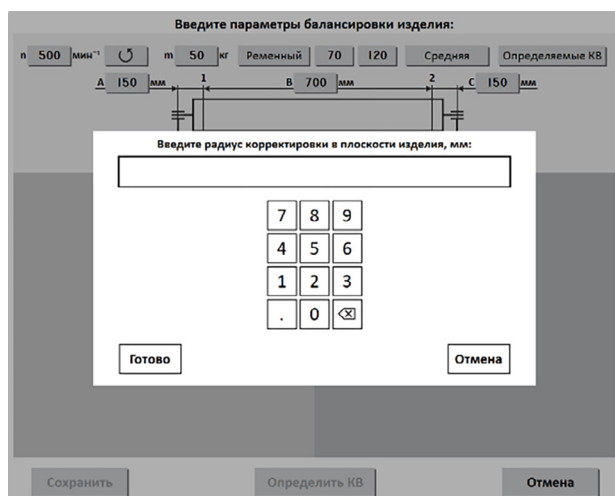 Введите параметры балансировки изделия:
n 500 мин⁻¹ m 50 кг Ременный 70 120 Средняя Определяемые КВ
A 150 мм 1 B 700 мм 2 C 150 мм
Введите радиус корректировки в плоскости изделия, мм:
7 8 9
4 5 6
1 2 3
. 0
Готово Отмена
Сохранить Определить КВ Отмена